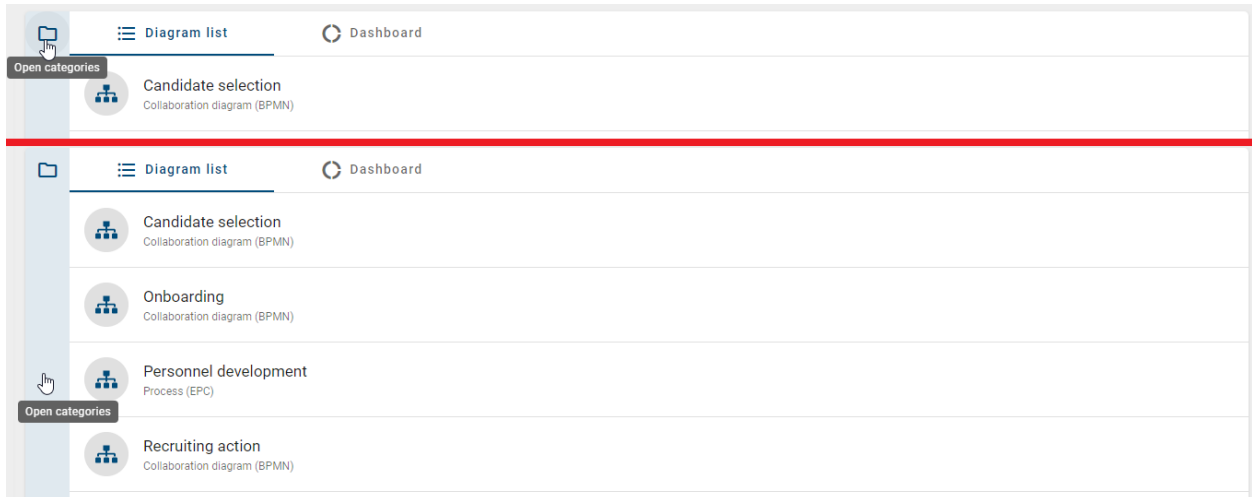 Diagram list
Dashboard
Open categories
Candidate selection
Collaboration diagram (BPMN)
Diagram list
Dashboard
Candidate selection
Collaboration diagram (BPMN)
Onboarding
Collaboration diagram (BPMN)
Personnel development
Process (EPC)
Open categories
Recruiting action
Collaboration diagram (BPMN)